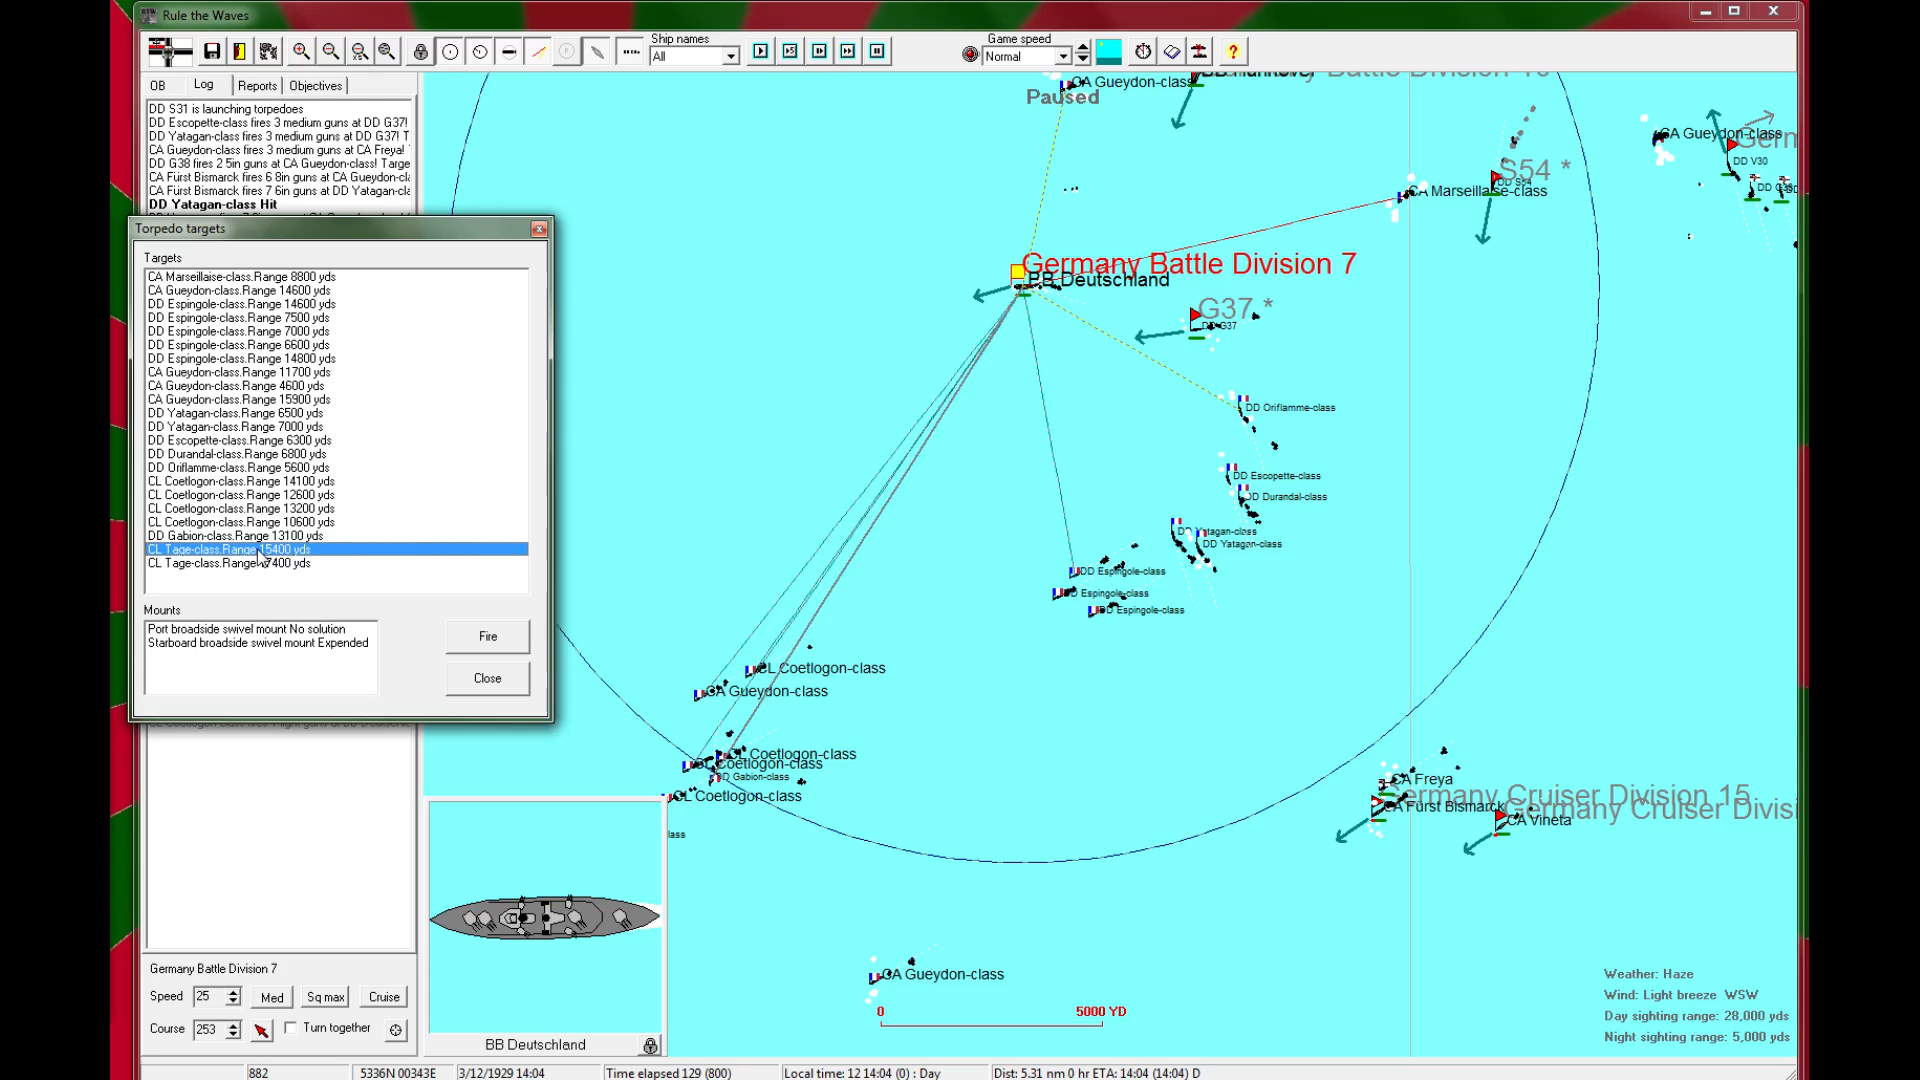 Rule the Waves
Ship names
All
Game speed
Normal
OB
Log
Reports
Objectives
DD S31 is launching torpedoes
DD Escopette-class fires 3 medium guns at DD G37!
DD Yatagan-class fires 3 medium guns at DD G37! T
CA Gueydon-class fires 3 medium guns at CA Freya!
DD G38 fires 2 5in guns at CA Gueydon-class! Targe
CA Fürst Bismarck fires 6 8in guns at CA Gueydon-cl
CA Fürst Bismarck fires 7 6in guns at DD Yatagan-cla
DD Yatagan-class Hit
Torpedo targets
Targets
CA Marseillaise-class.Range 8800 yds
CA Gueydon-class.Range 14600 yds
DD Espingole-class.Range 14600 yds
DD Espingole-class.Range 7500 yds
DD Espingole-class.Range 7000 yds
DD Espingole-class.Range 6600 yds
DD Espingole-class.Range 14800 yds
CA Gueydon-class.Range 11700 yds
CA Gueydon-class.Range 4600 yds
CA Gueydon-class.Range 15900 yds
DD Yatagan-class.Range 6500 yds
DD Yatagan-class.Range 7000 yds
DD Escopette-class.Range 6300 yds
DD Durandal-class.Range 6800 yds
DD Oriflamme-class.Range 5600 yds
CL Coetlogon-class.Range 14100 yds
CL Coetlogon-class.Range 12600 yds
CL Coetlogon-class.Range 13200 yds
CL Coetlogon-class.Range 10600 yds
DD Gabion-class.Range 13100 yds
CL Tage-class.Range 15400 yds
CL Tage-class.Range 7400 yds
Mounts
Port broadside swivel mount No solution
Starboard broadside swivel mount Expended
Fire
Close
Paused
CA Gueydon-class
CA Gueydon-class
DD V30
S54 *
DD S54
CA Marseillaise-class
Germany Battle Division 7
BB Deutschland
G37 *
DD G37
DD Oriflamme-class
DD Escopette-class
DD Durandal-class
DD Yatagan-class
DD Yatagan-class
DD Espingole-class
DD Espingole-class
DD Espingole-class
CL Coetlogon-class
CA Gueydon-class
CL Coetlogon-class
CL Coetlogon-class
DD Gabion-class
CL Coetlogon-class
lass
CA Freya
Germany Cruiser Division 15
CA Fürst Bismarck
Germany Cruiser Divisi
CA Vineta
CA Gueydon-class
0 5000 YD
Weather: Haze
Wind: Light breeze WSW
Day sighting range: 28,000 yds
Night sighting range: 5,000 yds
BB Deutschland
Germany Battle Division 7
Speed 25 Med Sq max Cruise
Course 253 Turn together
882 5336N 00343E 3/12/1929 14:04 Time elapsed 129 (800) Local time: 12 14:04 (0) : Day Dist: 5.31 nm 0 hr ETA: 14:04 (14:04) D